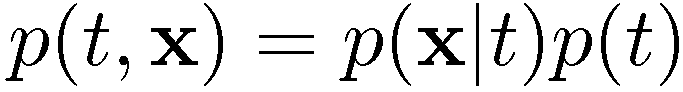 p(t, x) = p(x|t)p(t)